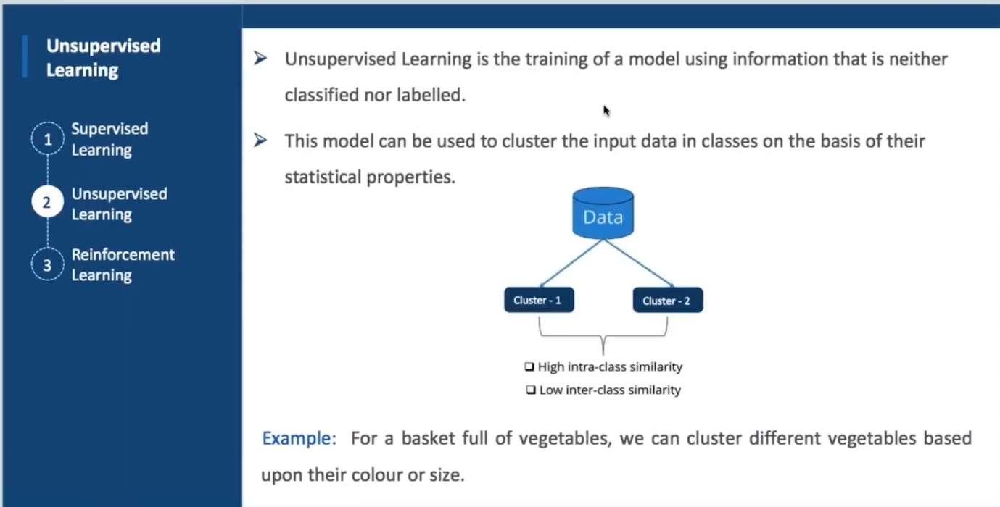 Unsupervised
Learning
1
Supervised
Learning
2
Unsupervised
Learning
3
Reinforcement
Learning
Unsupervised Learning is the training of a model using information that is neither
classified nor labelled.
This model can be used to cluster the input data in classes on the basis of their
statistical properties.
Data
Cluster - 1
Cluster - 2
High intra-class similarity
Low inter-class similarity
Example: For a basket full of vegetables, we can cluster different vegetables based
upon their colour or size.